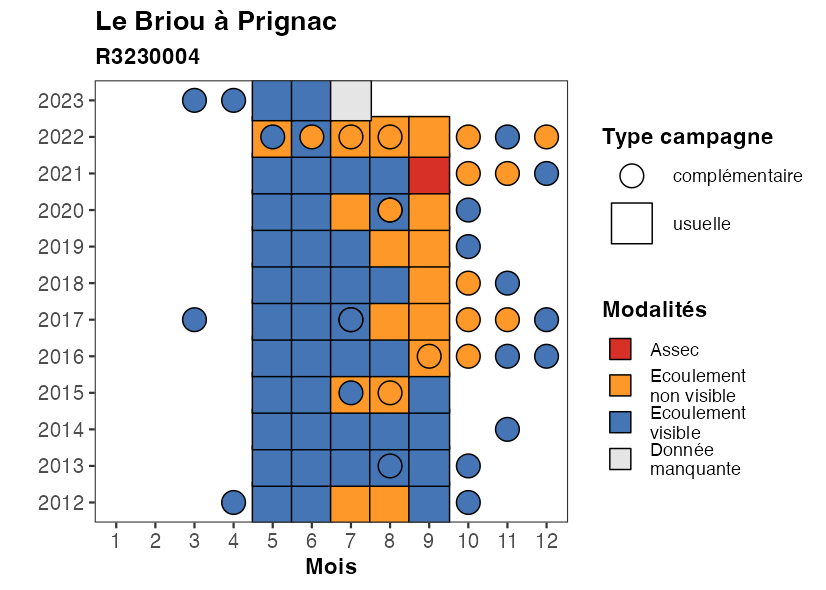 Le Briou à Prignac
R3230004
2023
2022
2021
2020
2019
2018
2017
2016
2015
2014
2013
2012
1 2 3 4 5 6 7 8 9 10 11 12
Mois
Type campagne
complémentaire
usuelle
Modalités
Assec
Ecoulement
non visible
Ecoulement
visible
Donnée
manquante